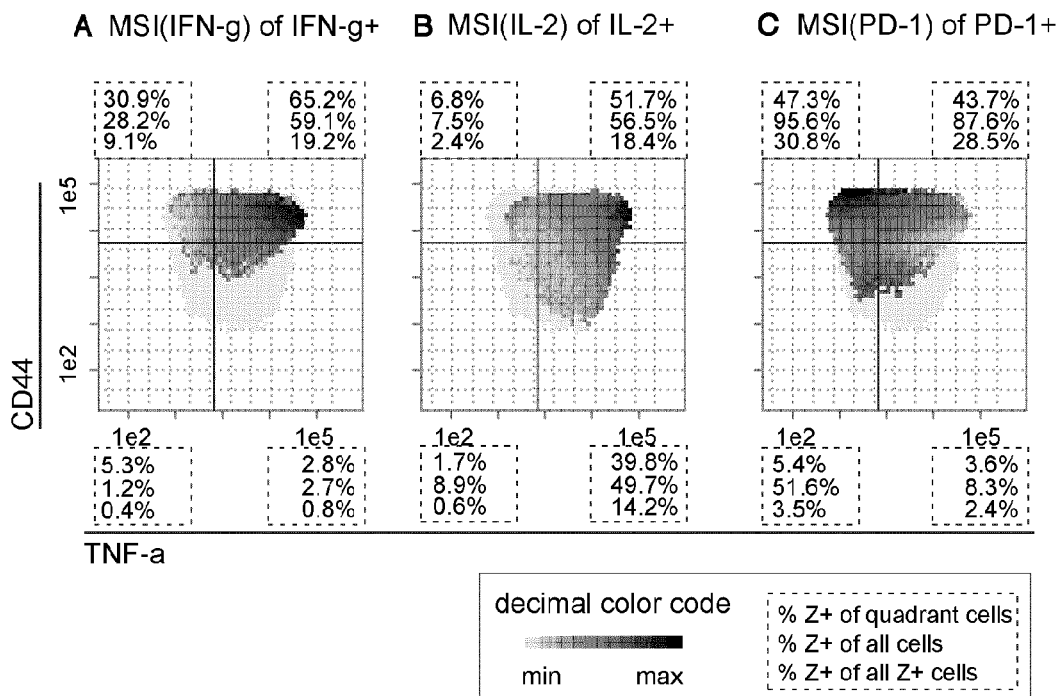 A MSI(IFN-g) of IFN-g+
B MSI(IL-2) of IL-2+
C MSI(PD-1) of PD-1+
30.9%
28.2%
9.1%
65.2%
59.1%
19.2%
6.8%
7.5%
2.4%
51.7%
56.5%
18.4%
47.3%
95.6%
30.8%
43.7%
87.6%
28.5%
CD44
1e5
1e2
1e2 1e5
1e2 1e5
1e2 1e5
5.3%
1.2%
0.4%
2.8%
2.7%
0.8%
1.7%
8.9%
0.6%
39.8%
49.7%
14.2%
5.4%
51.6%
3.5%
3.6%
8.3%
2.4%
TNF-a
decimal color code
min max
% Z+ of quadrant cells
% Z+ of all cells
% Z+ of all Z+ cells